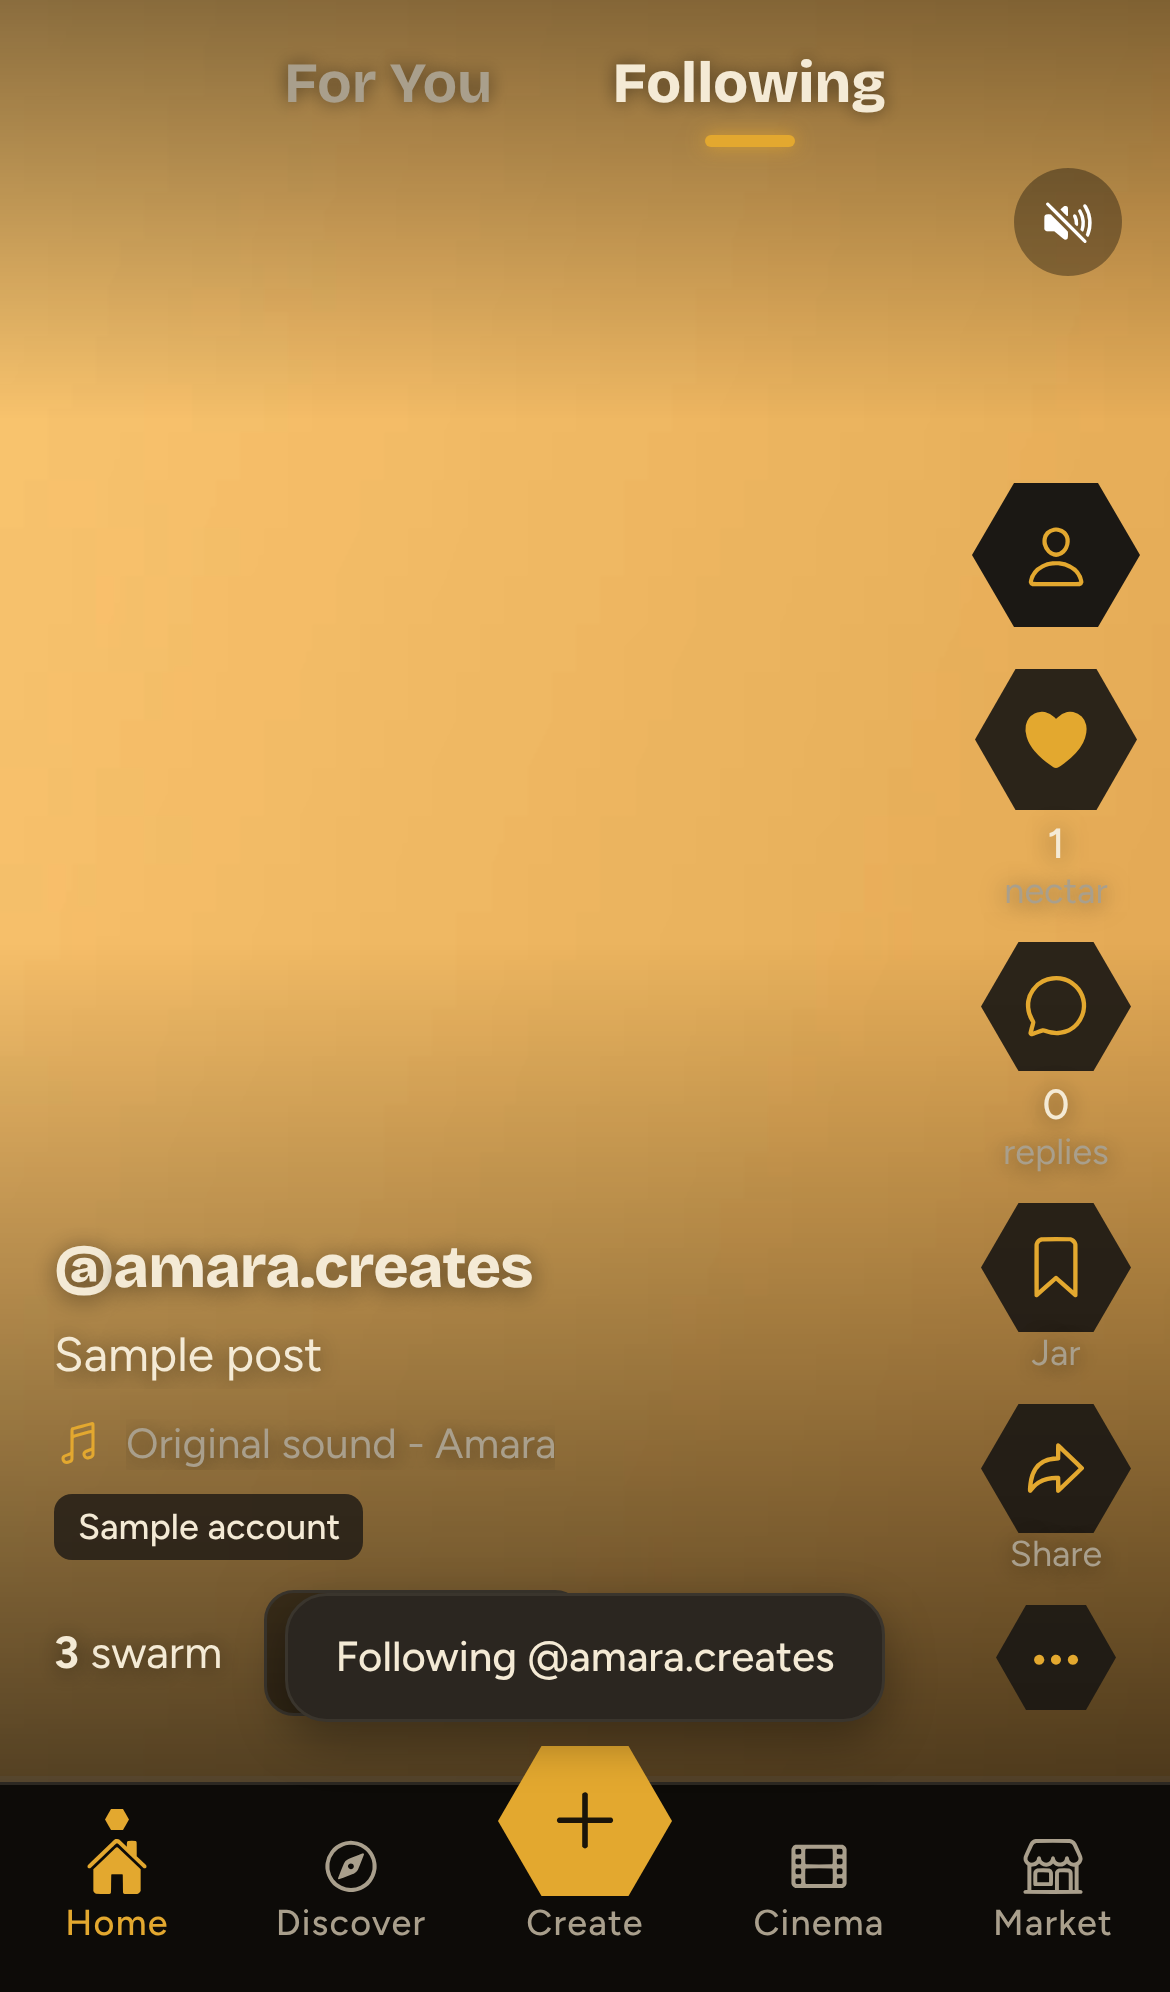 For You Following
1
nectar
0
replies
@amara.creates
Sample post
Jar
Original sound - Amara
Sample account
Share
3 swarm
Following @amara.creates
Home Discover Create Cinema Market